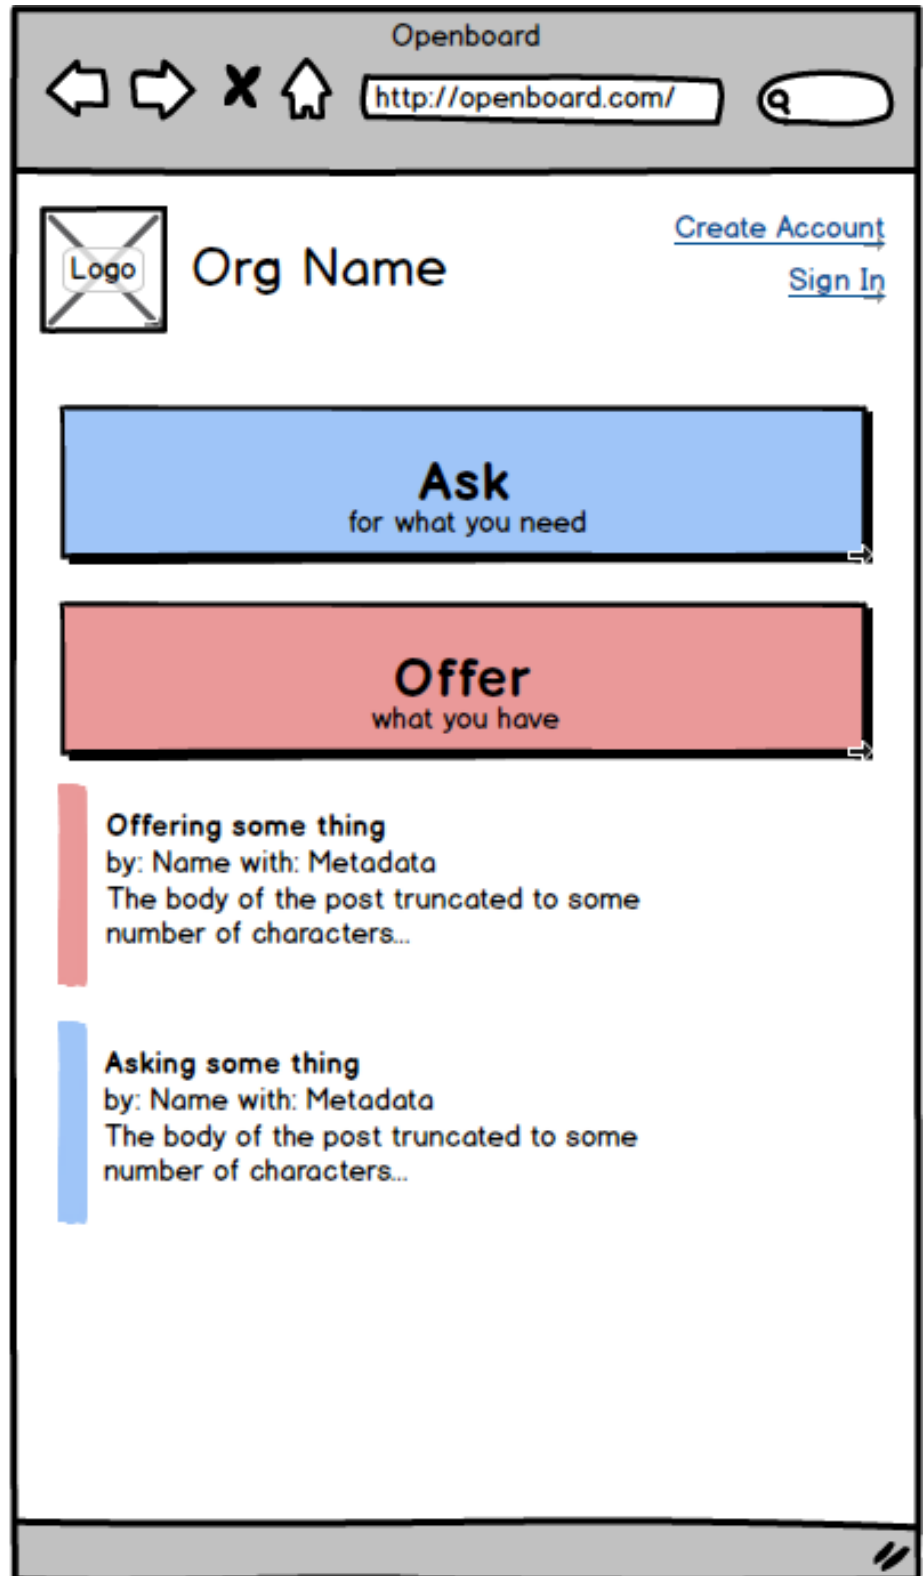 Openboard
http://openboard.com/
Logo
Org Name
Create Account
Sign In
Ask
for what you need
Offer
what you have
Offering some thing
by: Name with: Metadata
The body of the post truncated to some
number of characters...
Asking some thing
by: Name with: Metadata
The body of the post truncated to some
number of characters...